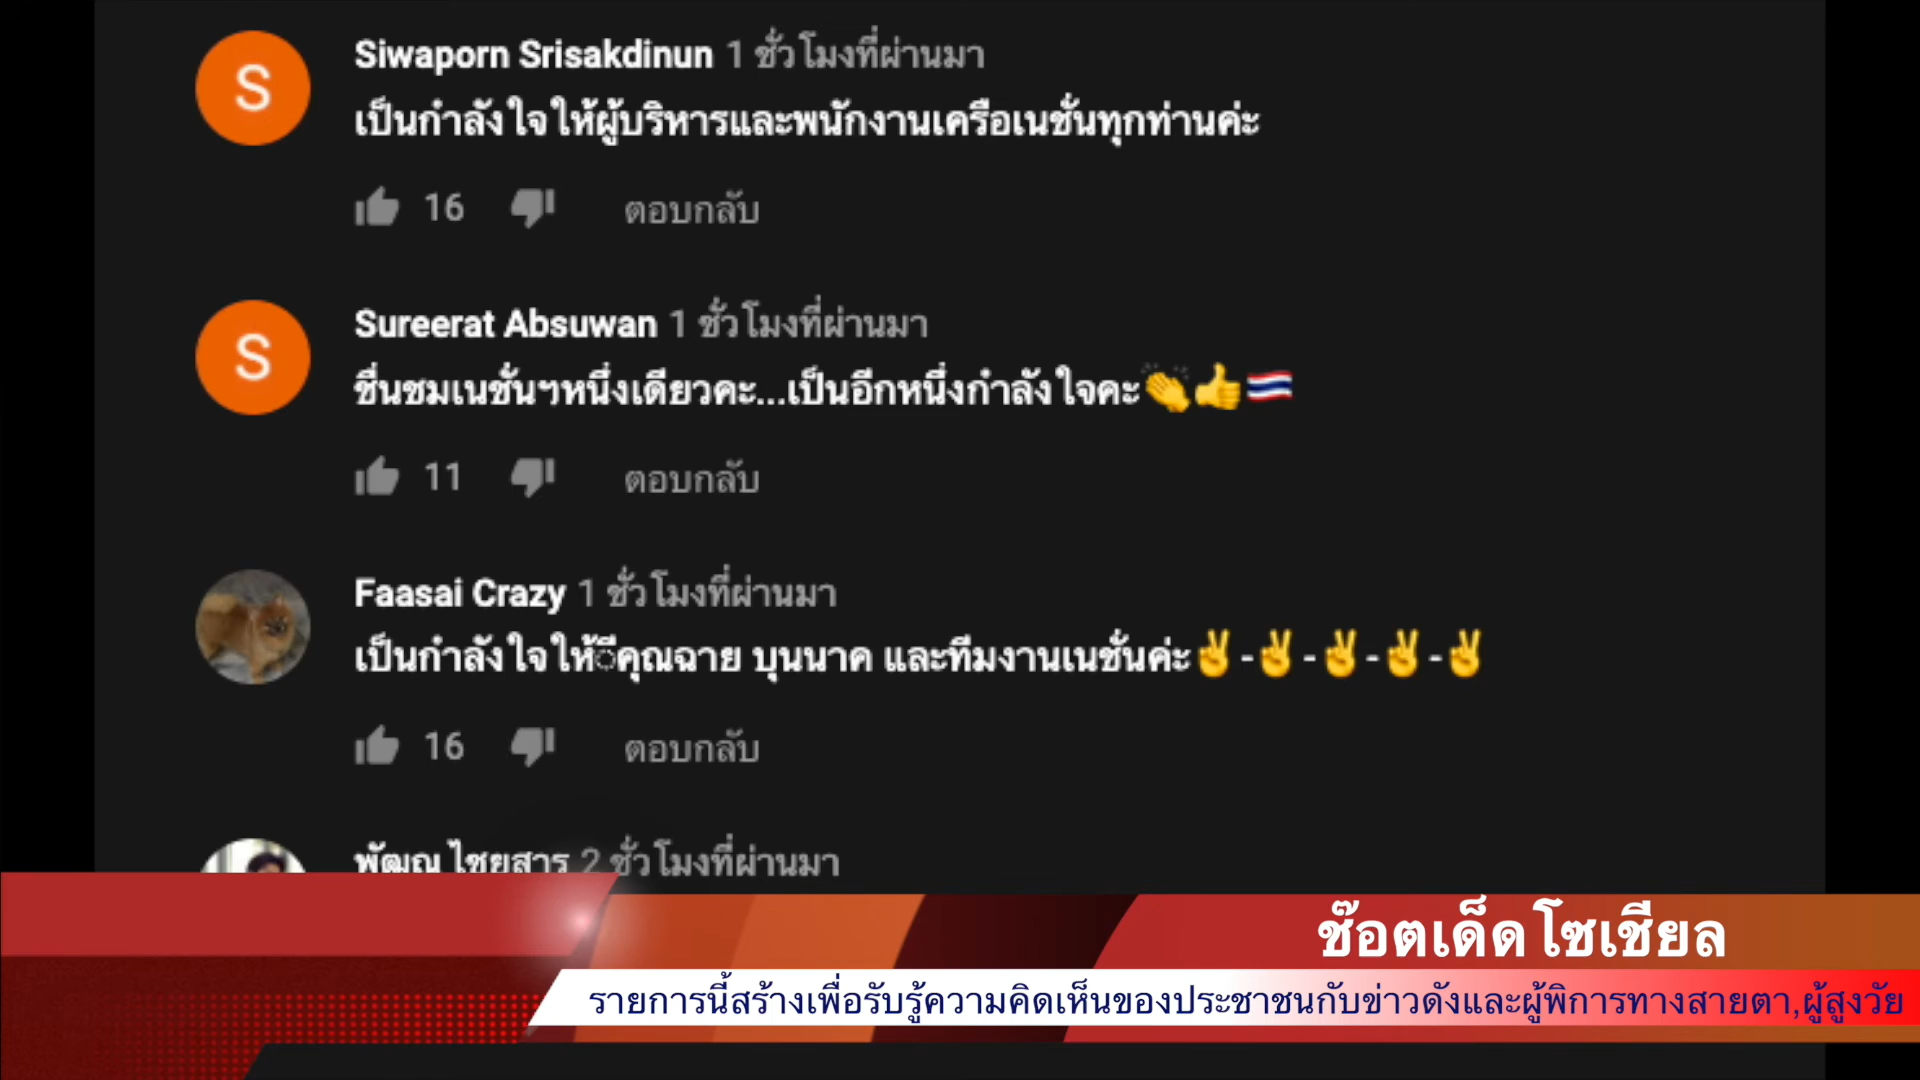 S
Siwaporn Srisakdinun 1 ชั่วโมงที่ผ่านมา
เป็นกำลังใจให้ผู้บริหารและพนักงานเครือเนชั่นทุกท่านค่ะ
16 ตอบกลับ
S
Sureerat Absuwan 1 ชั่วโมงที่ผ่านมา
ชื่นชมเนชั่นฯหนึ่งเดียวคะ...เป็นอีกหนึ่งกำลังใจคะ👏👍🇹🇭
11 ตอบกลับ
Faasai Crazy 1 ชั่วโมงที่ผ่านมา
เป็นกำลังใจให้ีคุณฉาย บุนนาค และทีมงานเนชั่นค่ะ✌-✌-✌-✌-✌
16 ตอบกลับ
พัฒณ ไชยสาร 2 ชั่วโมงที่ผ่านมา
ช๊อตเด็ดโซเชียล
รายการนี้สร้างเพื่อรับรู้ความคิดเห็นของประชาชนกับข่าวดังและผู้พิการทางสายตา,ผู้สูงวัย